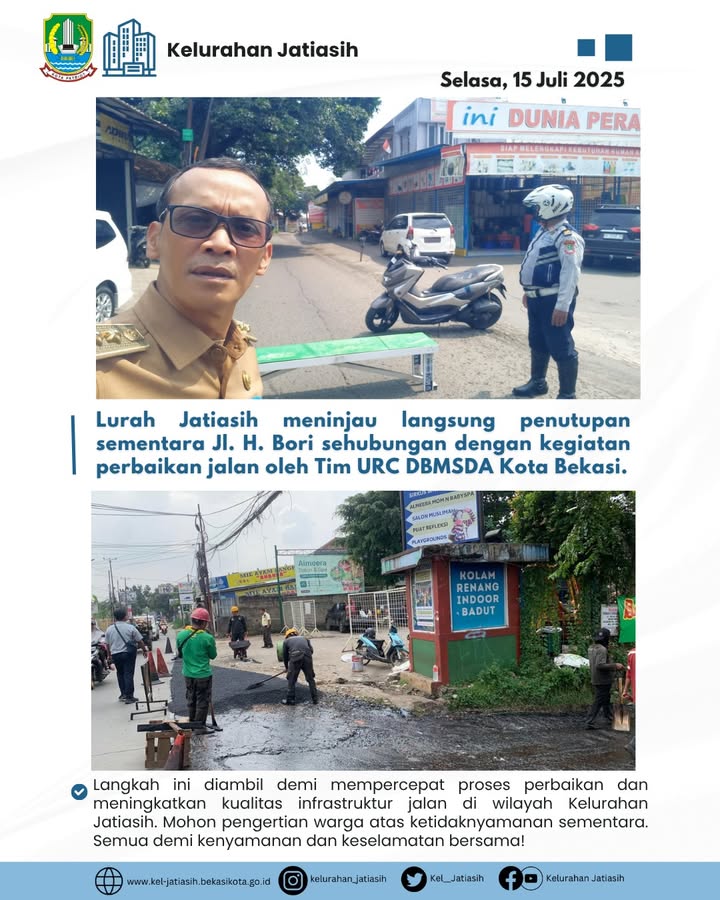 KOTA PATRIOT
Kelurahan Jatiasih
Selasa, 15 Juli 2025
ini DUNIA PERA
SIAP MELENGKAPI KEBUTUHAN RUMAH
Lurah Jatiasih meninjau langsung penutupan
sementara Jl. H. Bori sehubungan dengan kegiatan
perbaikan jalan oleh Tim URC DBMSDA Kota Bekasi.
ALMEERA MOM N BABYSPA
SALON MUSLIMAH
PIJAT REFLEKSI
PLAYGROUNDS
Almeera
KOLAM
RENANG
INDOOR
BADUT
Langkah ini diambil demi mempercepat proses perbaikan dan
meningkatkan kualitas infrastruktur jalan di wilayah Kelurahan
Jatiasih. Mohon pengertian warga atas ketidaknyamanan sementara.
Semua demi kenyamanan dan keselamatan bersama!
www.kel-jatiasih.bekasikota.go.id
kelurahan_jatiasih
Kel__Jatiasih
Kelurahan Jatiasih